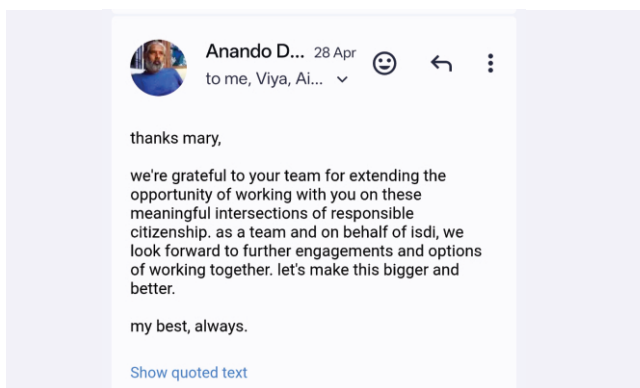 Anando D... 28 Apr
to me, Viya, Ai...
thanks mary,
we're grateful to your team for extending the
opportunity of working with you on these
meaningful intersections of responsible
citizenship. as a team and on behalf of isdi, we
look forward to further engagements and options
of working together. let's make this bigger and
better.
my best, always.
Show quoted text